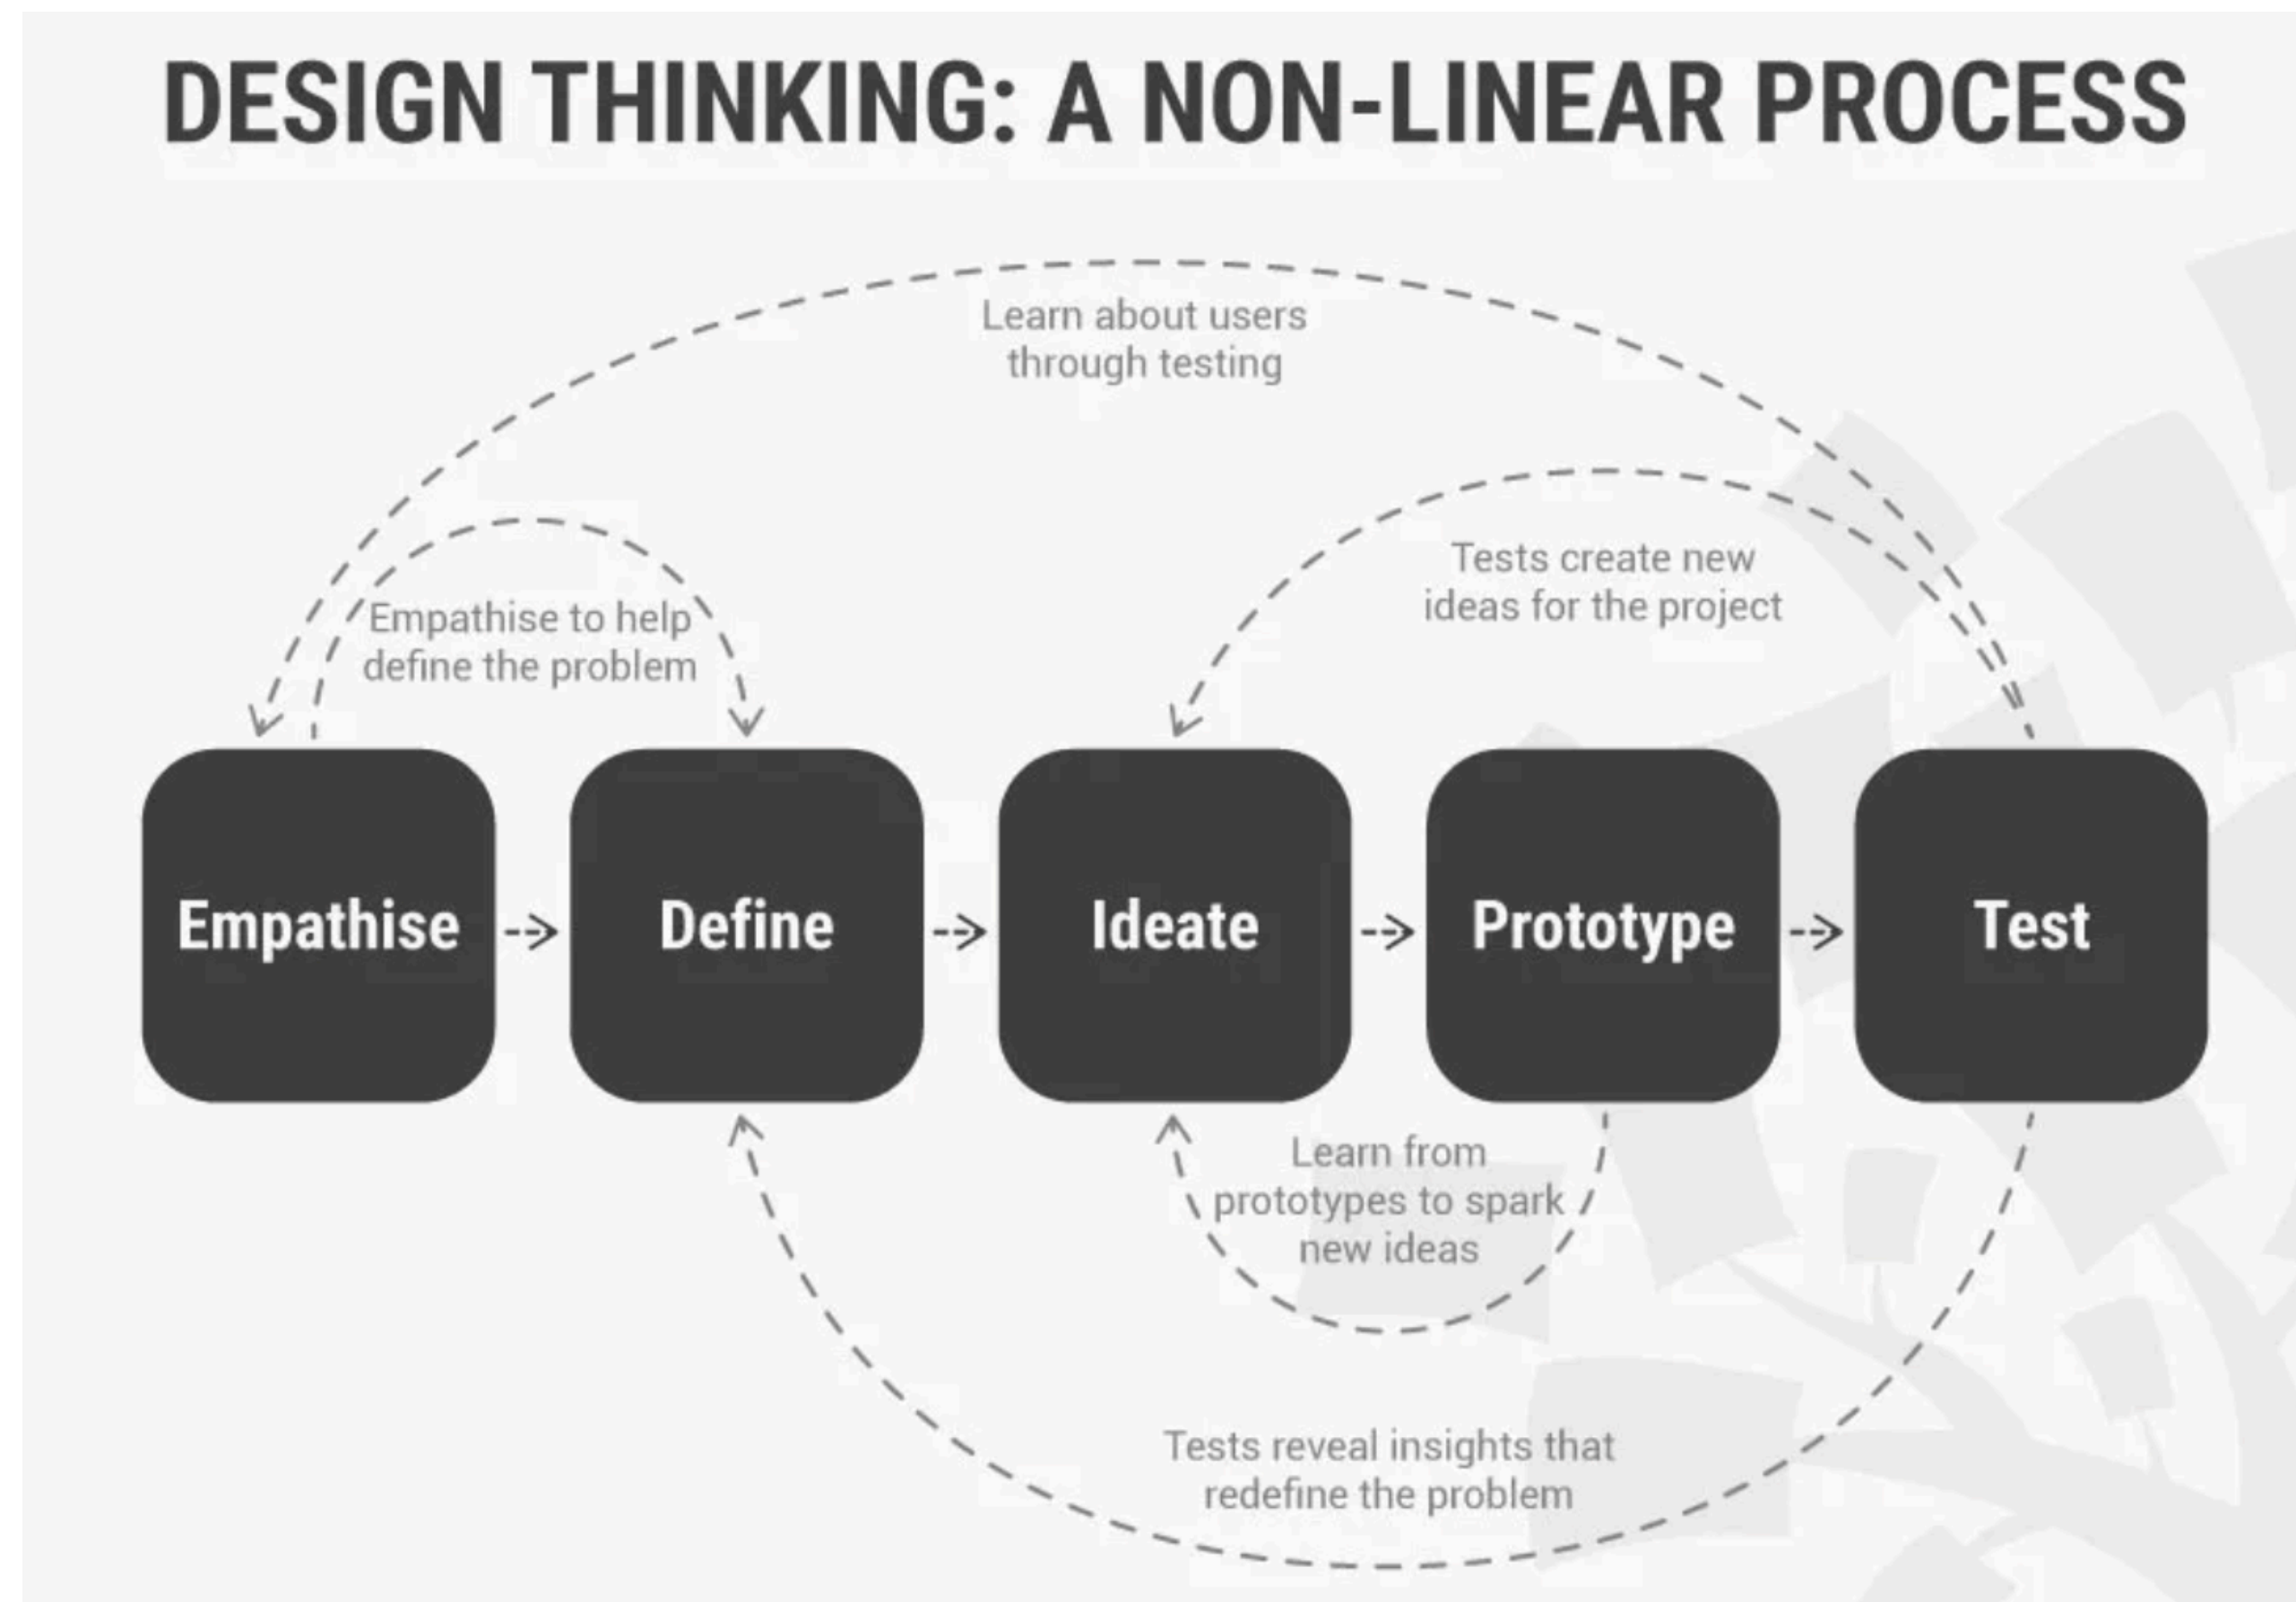 DESIGN THINKING: A NON-LINEAR PROCESS
Learn about users
through testing
Tests create new
ideas for the project
Empathise to help
define the problem
Empathise
Define
Ideate
Prototype
Test
Learn from
prototypes to spark
new ideas
Tests reveal insights that
redefine the problem